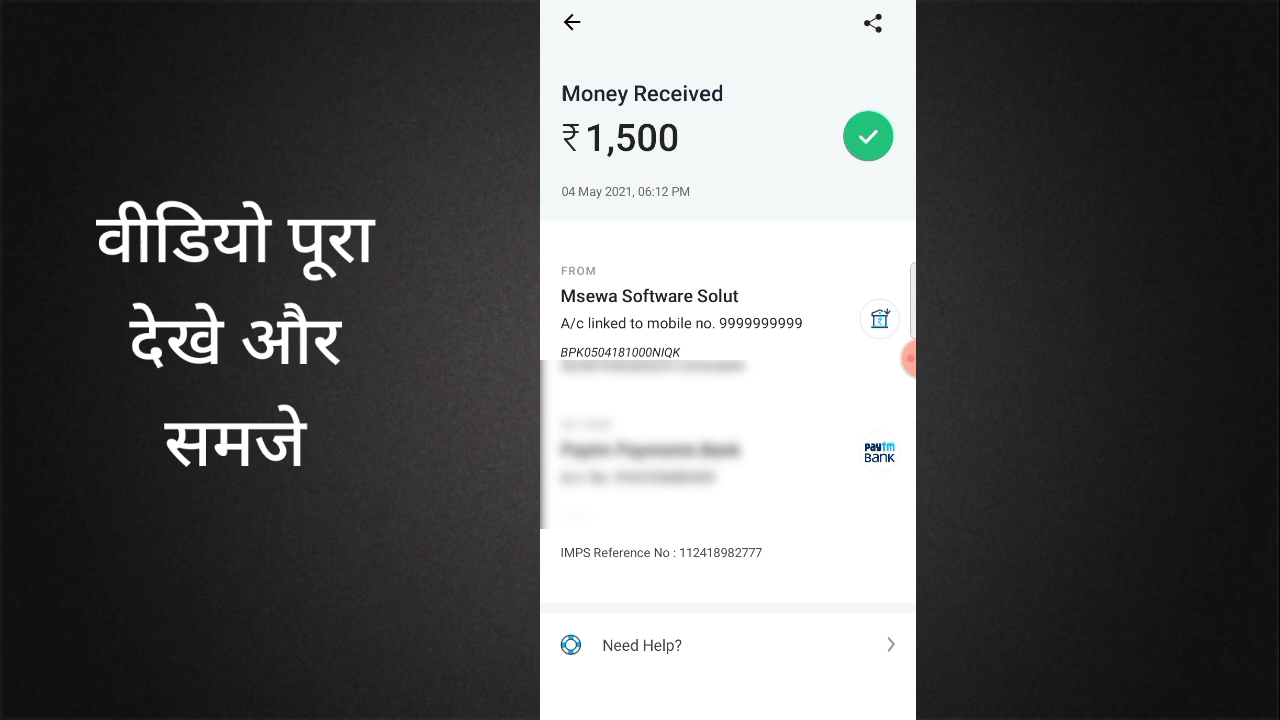 वीडियो पूरा
देखे और
समजे
Money Received
₹1,500
04 May 2021, 06:12 PM
FROM
Msewa Software Solut
A/c linked to mobile no. 9999999999
BPK0504181000NIQK
paytm
BANK
IMPS Reference No : 112418982777
Need Help?